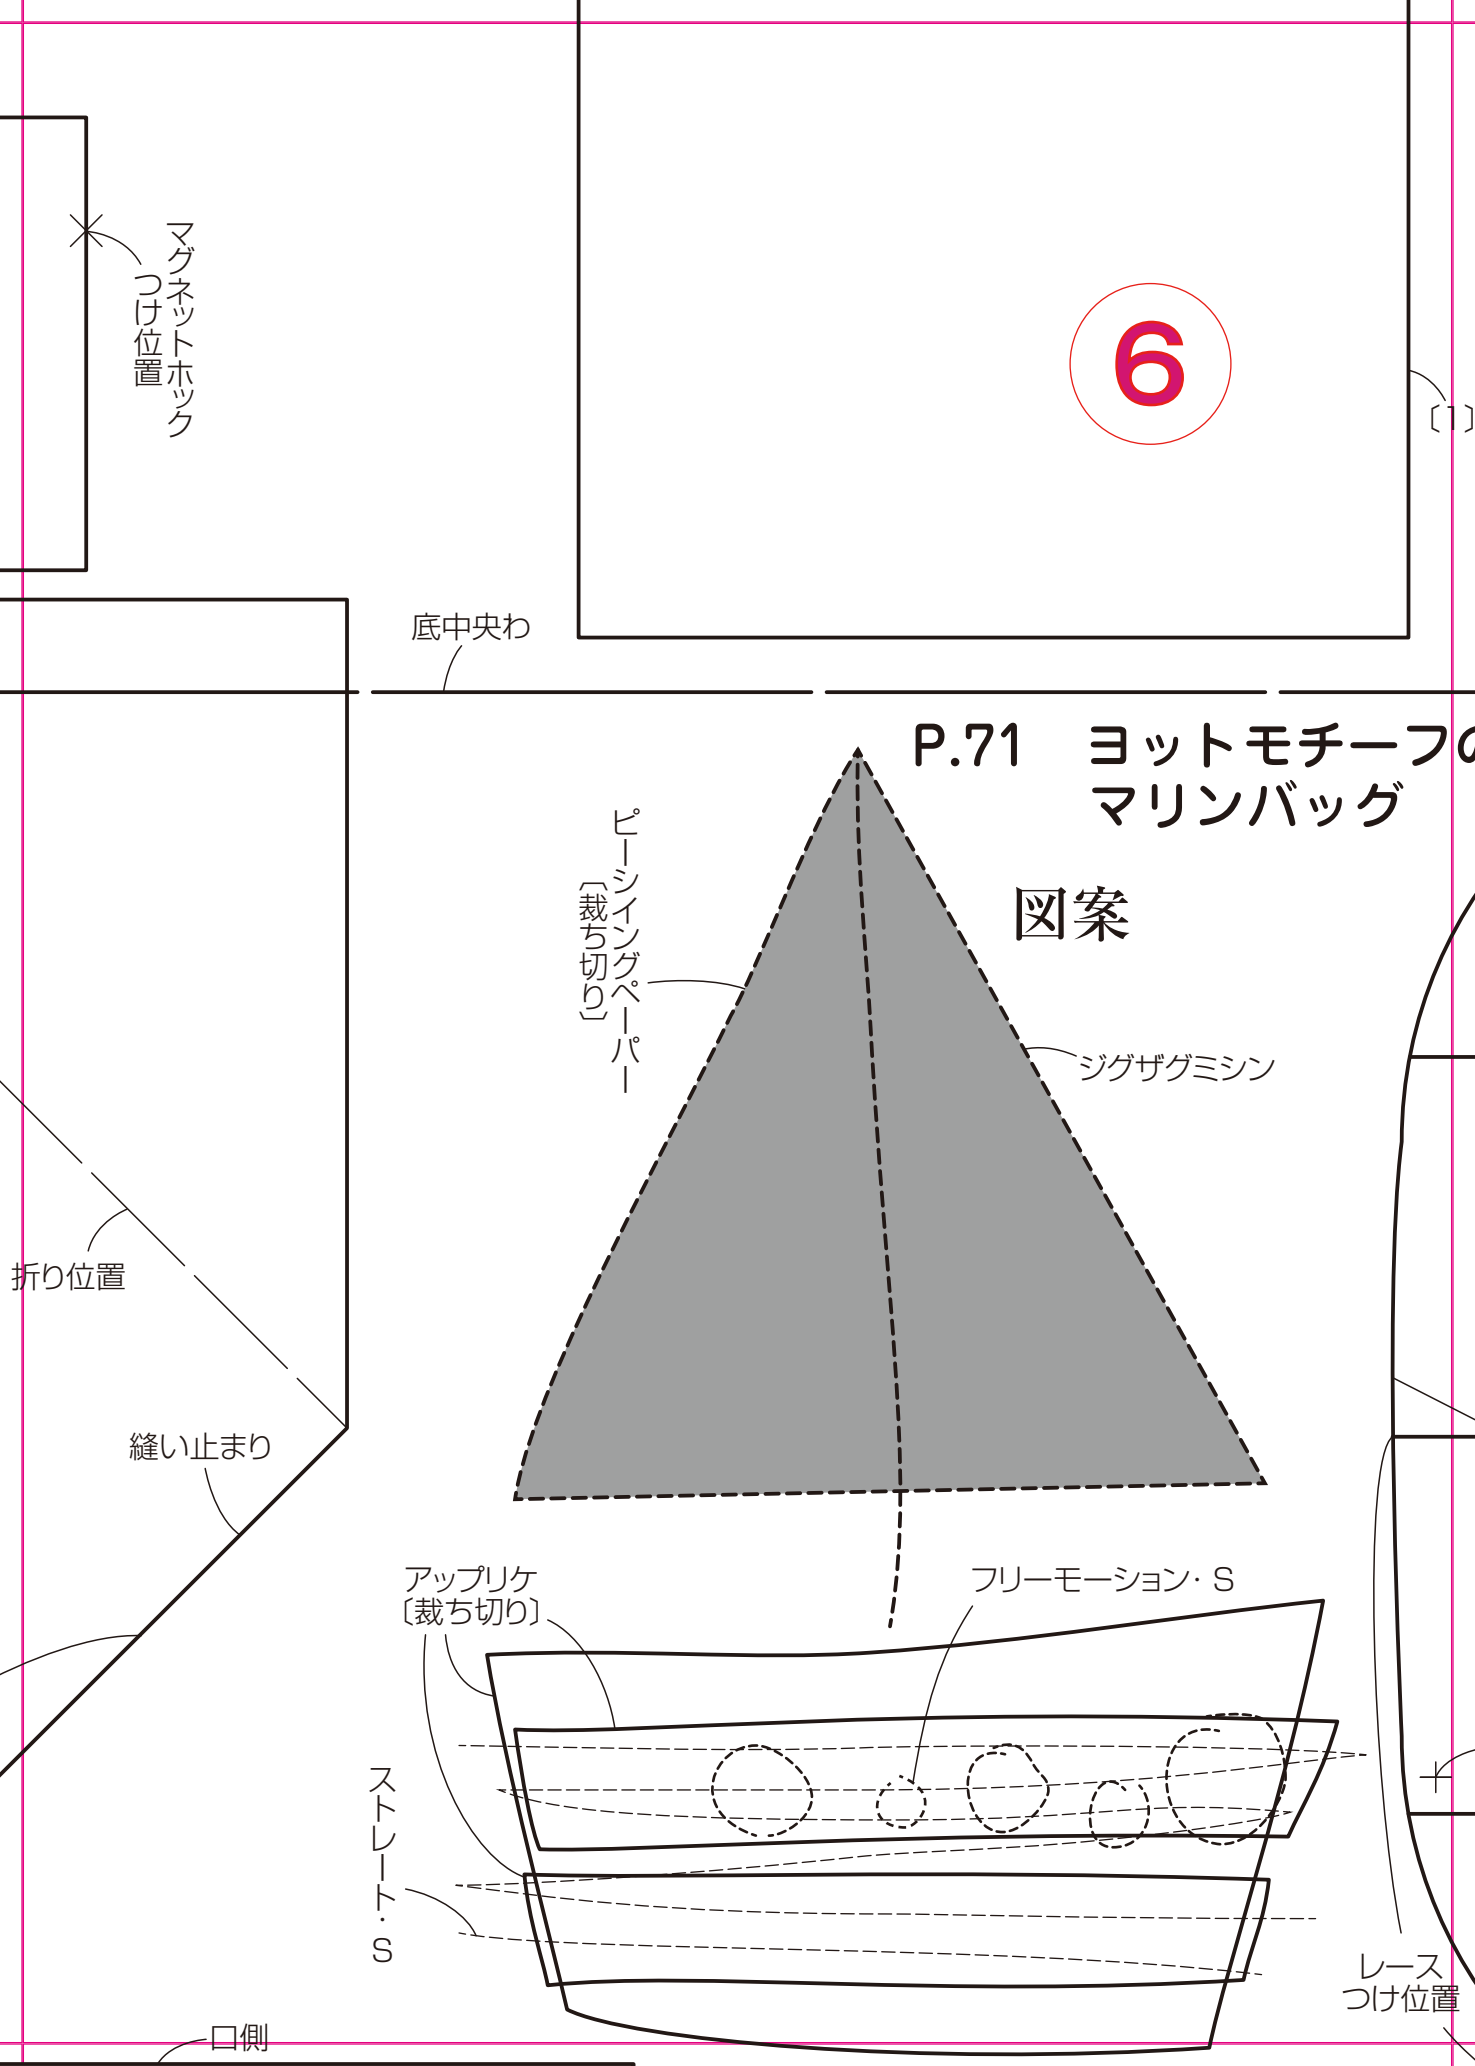 マグネットホック
つけ位置
6
〔1〕
底中央わ
P.71 ヨットモチーフの
マリンバッグ
図案
ピーシイングペーパー
〔裁ち切り〕
ジグザグミシン
折り位置
縫い止まり
アップリケ
〔裁ち切り〕
フリーモーション・S
ストレート・S
レース
つけ位置
口側